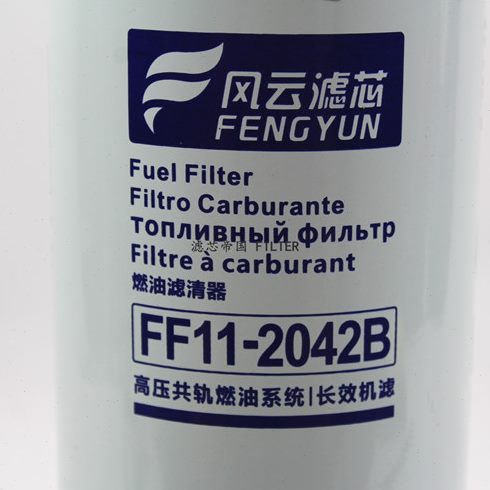 风云滤芯
FENGYUN
Fuel Filter
Filtro Carburante
топливный фильтр
滤芯帝国 FILTER
Filtre à carburant
燃油滤清器
FF11-2042B
高压共轨燃油系统|长效机滤